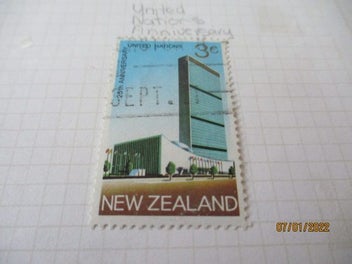 United
Nations
Anniversary
UNITED NATIONS
3c
25th ANNIVERSARY
EPT.
NEW ZEALAND
07/01/2022